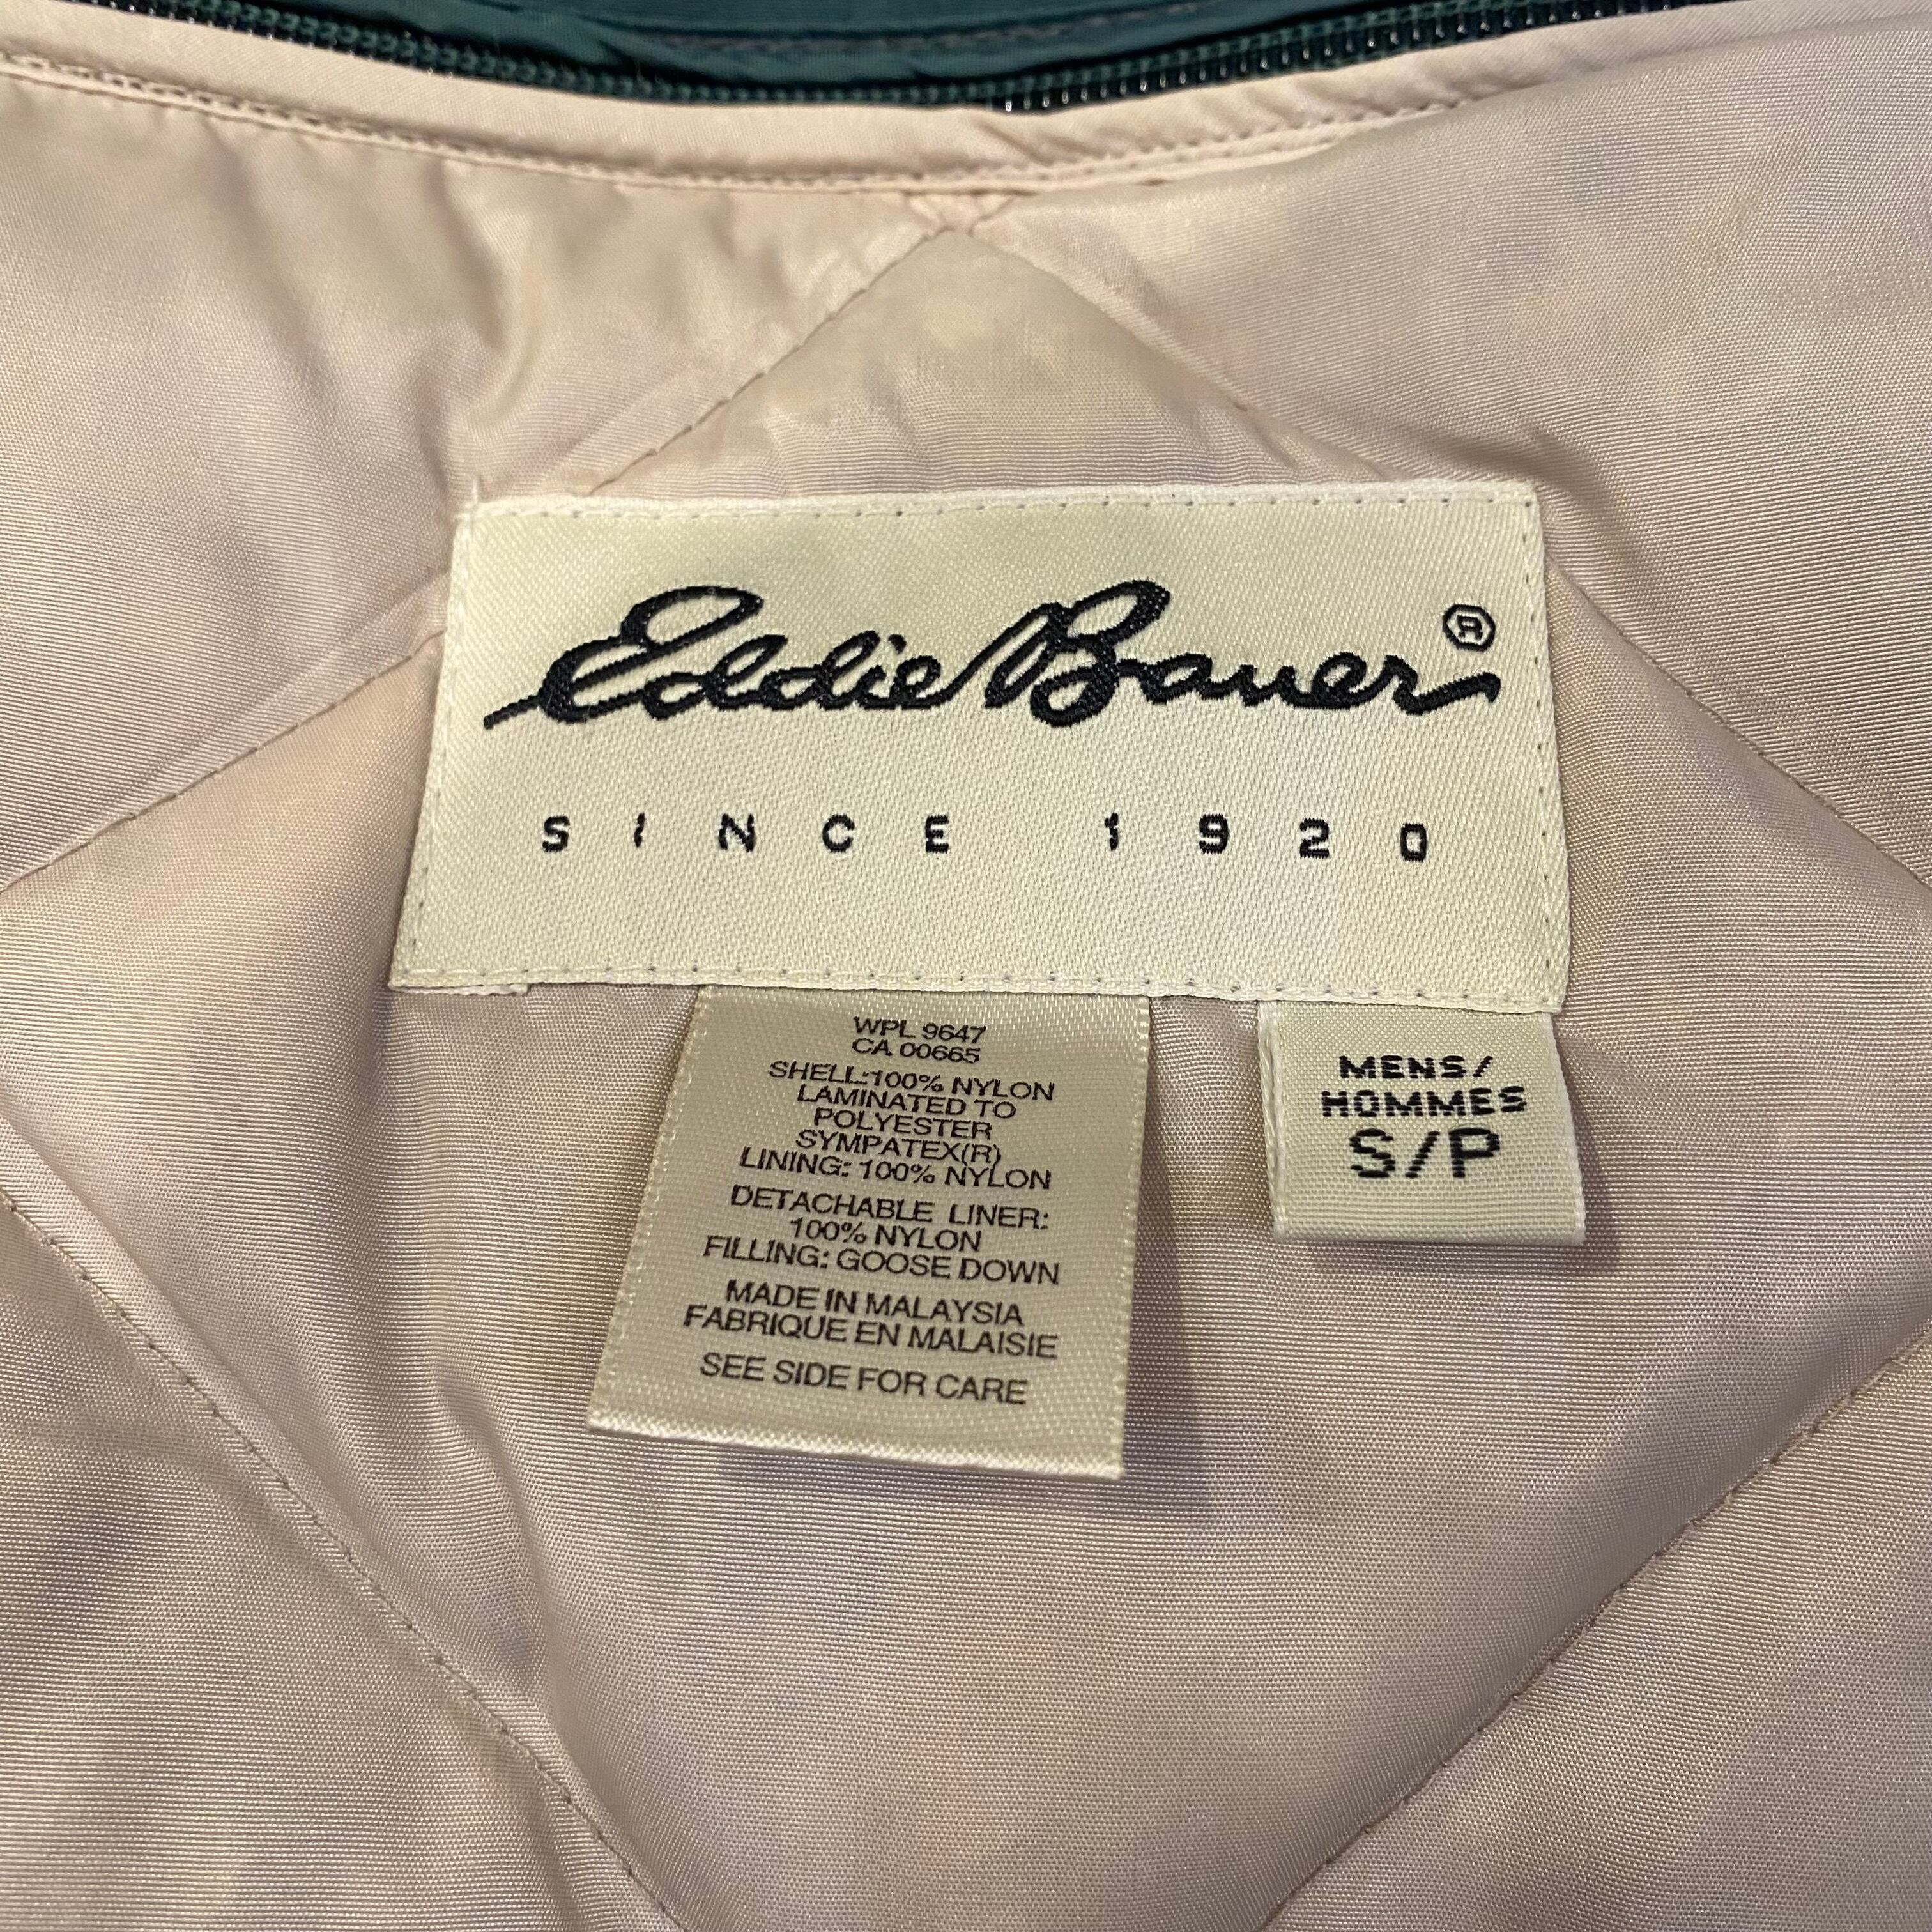 Eddie Bauer®
SINCE 1920
WPL 9647
CA 00665
SHELL:100% NYLON
LAMINATED TO
POLYESTER
SYMPATEX(R)
LINING: 100% NYLON
DETACHABLE LINER:
100% NYLON
FILLING: GOOSE DOWN
MADE IN MALAYSIA
FABRIQUE EN MALAISIE
SEE SIDE FOR CARE
MENS/
HOMMES
S/P